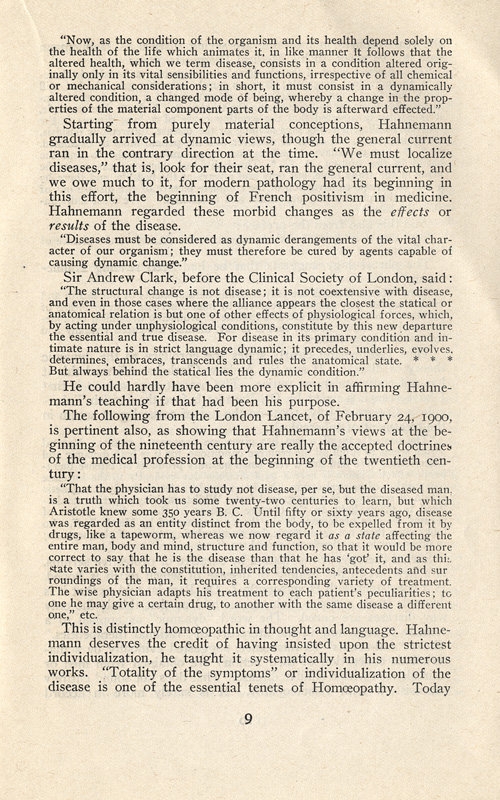 "Now, as the condition of the organism and its health depend solely on
the health of the life which animates it, in like manner it follows that the
altered health, which we term disease, consists in a condition altered orig-
inally only in its vital sensibilities and functions, irrespective of all chemical
or mechanical considerations; in short, it must consist in a dynamically
altered condition, a changed mode of being, whereby a change in the prop-
erties of the material component parts of the body is afterward effected."
Starting from purely material conceptions, Hahnemann
gradually arrived at dynamic views, though the general current
ran in the contrary direction at the time. "We must localize
diseases," that is, look for their seat, ran the general current, and
we owe much to it, for modern pathology had its beginning in
this effort, the beginning of French positivism in medicine.
Hahnemann regarded these morbid changes as the effects or
results of the disease.
"Diseases must be considered as dynamic derangements of the vital char-
acter of our organism; they must therefore be cured by agents capable of
causing dynamic change."
Sir Andrew Clark, before the Clinical Society of London, said:
"The structural change is not disease; it is not coextensive with disease,
and even in those cases where the alliance appears the closest the statical or
anatomical relation is but one of other effects of physiological forces, which,
by acting under unphysiological conditions, constitute by this new departure
the essential and true disease. For disease in its primary condition and in-
timate nature is in strict language dynamic; it precedes, underlies, evolves,
determines, embraces, transcends and rules the anatomical state. * * *
But always behind the statical lies the dynamic condition."
He could hardly have been more explicit in affirming Hahne-
mann's teaching if that had been his purpose.
The following from the London Lancet, of February 24, 1900,
is pertinent also, as showing that Hahnemann's views at the be-
ginning of the nineteenth century are really the accepted doctrines
of the medical profession at the beginning of the twentieth cen-
tury:
"That the physician has to study not disease, per se, but the diseased man,
is a truth which took us some twenty-two centuries to learn, but which
Aristotle knew some 350 years B. C. Until fifty or sixty years ago, disease
was regarded as an entity distinct from the body, to be expelled from it by
drugs, like a tapeworm, whereas we now regard it as a state affecting the
entire man, body and mind, structure and function, so that it would be more
correct to say that he is the disease than that he has 'got' it, and as this
state varies with the constitution, inherited tendencies, antecedents and sur
roundings of the man, it requires a corresponding variety of treatment.
The wise physician adapts his treatment to each patient's peculiarities; to
one he may give a certain drug, to another with the same disease a different
one," etc.
This is distinctly homœopathic in thought and language. Hahne-
mann deserves the credit of having insisted upon the strictest
individualization, he taught it systematically in his numerous
works. "Totality of the symptoms" or individualization of the
disease is one of the essential tenets of Homœopathy. Today
9